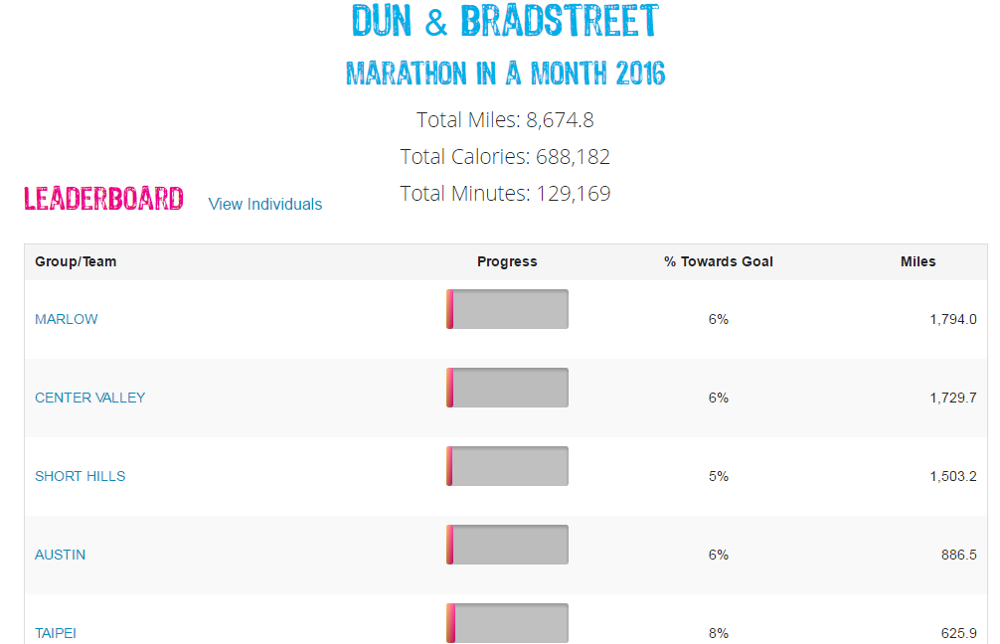 DUN & BRADSTREET
MARATHON IN A MONTH 2016
Total Miles: 8,674.8
Total Calories: 688,182
Total Minutes: 129,169
LEADERBOARD View Individuals
Group/Team Progress % Towards Goal Miles
MARLOW 6% 1,794.0
CENTER VALLEY 6% 1,729.7
SHORT HILLS 5% 1,503.2
AUSTIN 6% 886.5
TAIPEI 8% 625.9